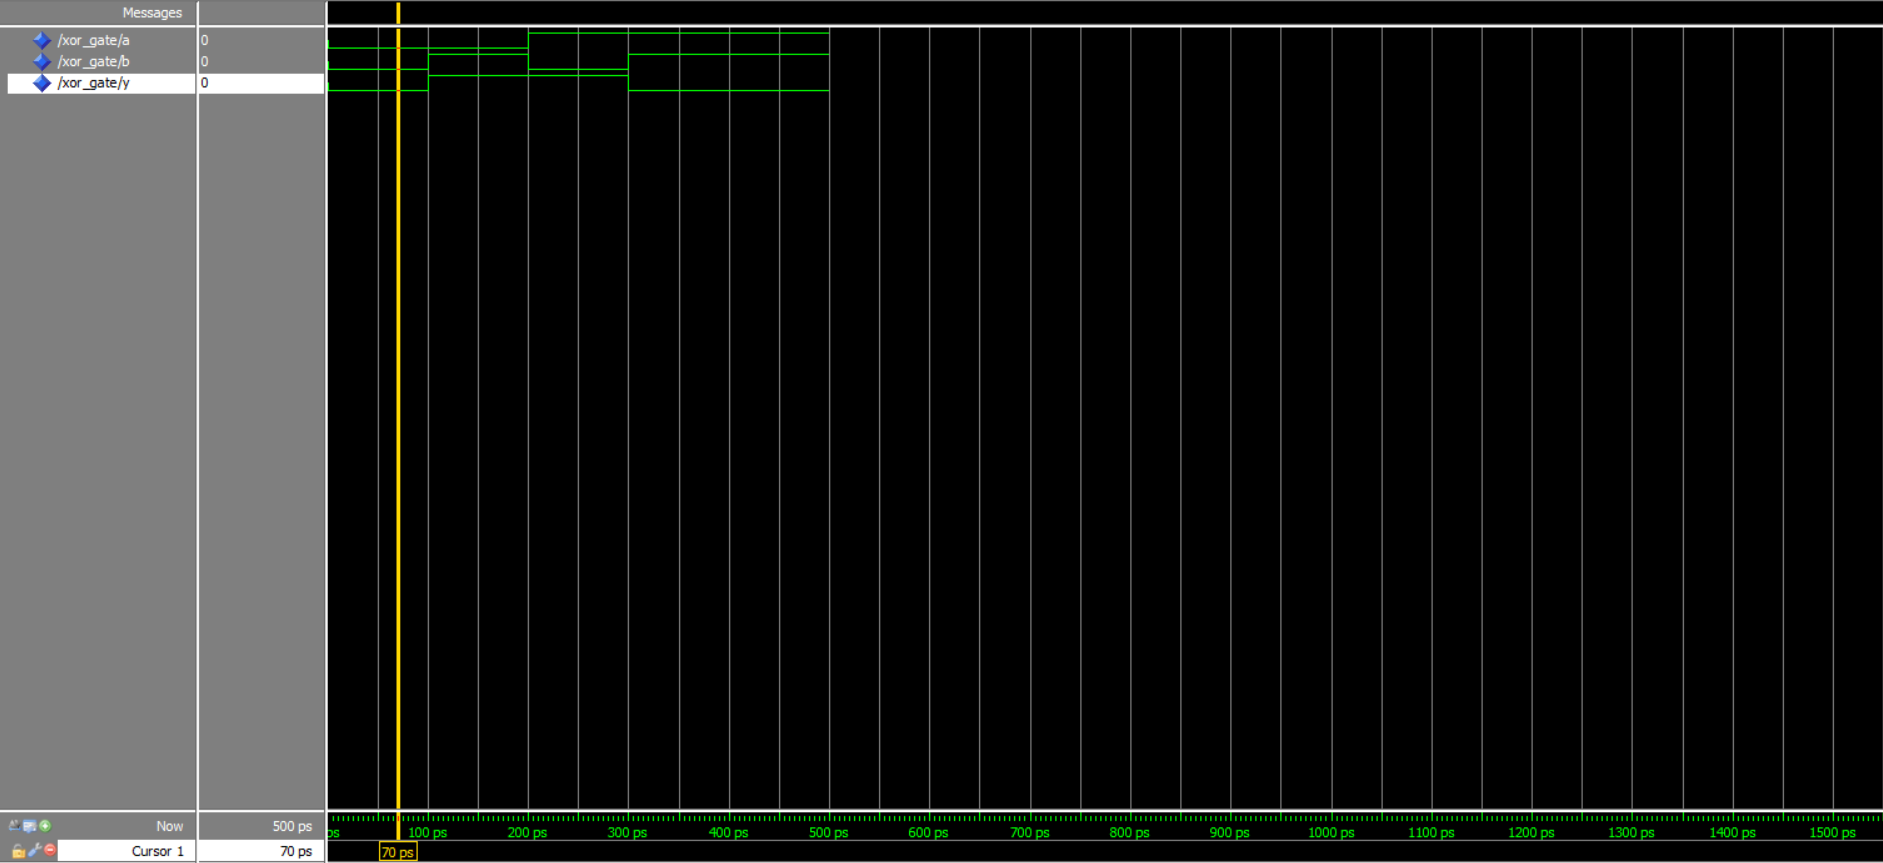 Messages
/xor_gate/a 0
/xor_gate/b 0
/xor_gate/y 0
Now 500 ps
ps 100 ps 200 ps 300 ps 400 ps 500 ps 600 ps 700 ps 800 ps 900 ps 1000 ps 1100 ps 1200 ps 1300 ps 1400 ps 1500 ps
Cursor 1 70 ps
70 ps